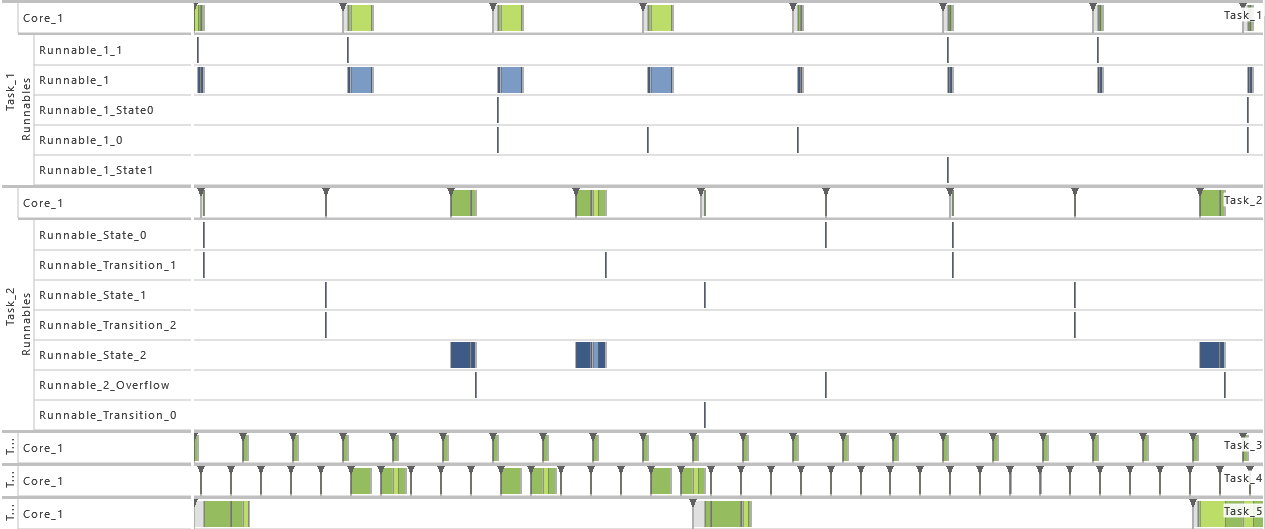 Core_1
Task_1
Task_1
Runnables
Runnable_1_1
Runnable_1
Runnable_1_State0
Runnable_1_0
Runnable_1_State1
Core_1
Task_2
Task_2
Runnables
Runnable_State_0
Runnable_Transition_1
Runnable_State_1
Runnable_Transition_2
Runnable_State_2
Runnable_2_Overflow
Runnable_Transition_0
T...
Core_1
Task_3
T...
Core_1
Task_4
T...
Core_1
Task_5